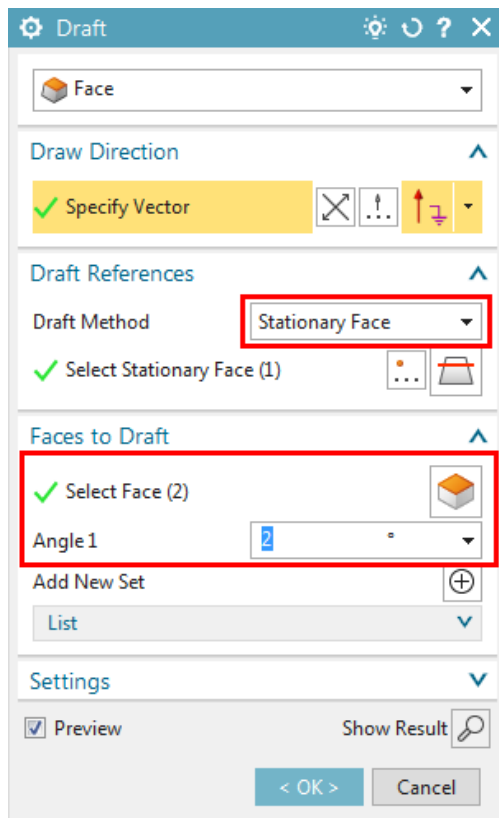 Draft ?
Face
Draw Direction
Specify Vector
Draft References
Draft Method Stationary Face
Select Stationary Face (1)
Faces to Draft
Select Face (2)
Angle 1 2 °
Add New Set
List
Settings
Preview Show Result
< OK > Cancel